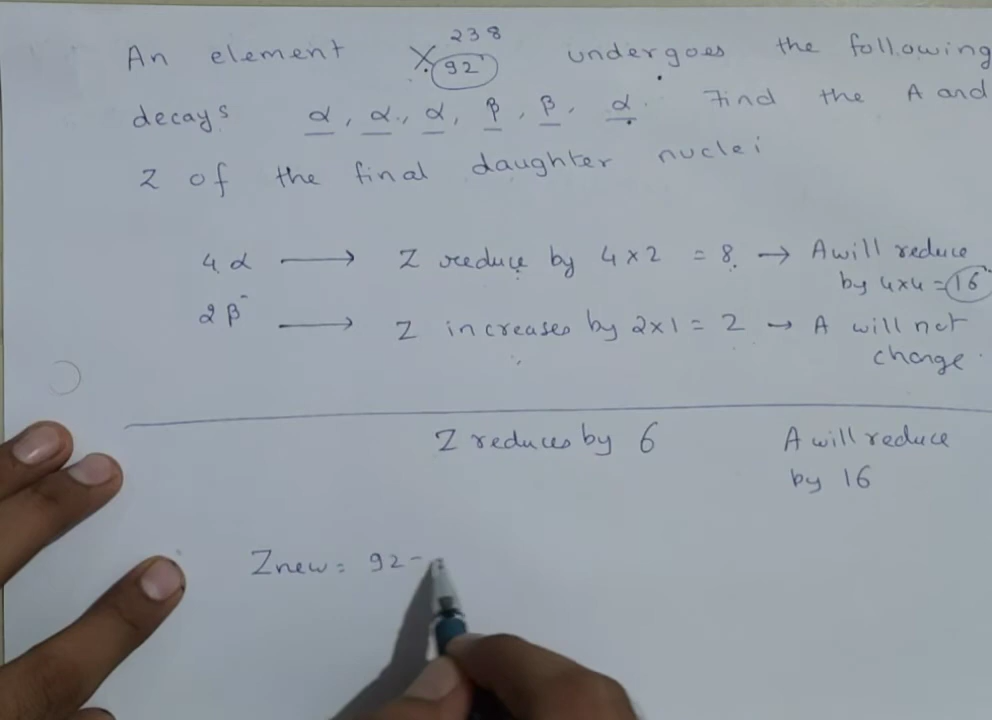 An element X 238 92 undergoes the following
decays α, α, α, β, β, α. Find the A and
Z of the final daughter nuclei
4α → Z reduce by 4×2 = 8 → A will reduce by 4×4 = 16
2β⁻ → Z increases by 2×1 = 2 → A will not change.
Z reduces by 6 A will reduce by 16
Znew = 92 -